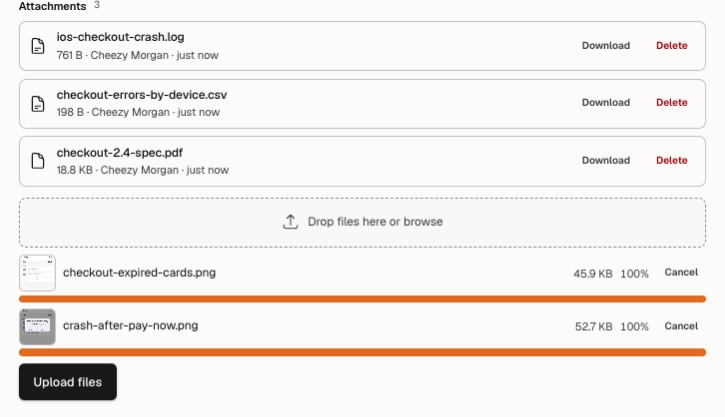 Attachments 3
ios-checkout-crash.log
761 B · Cheezy Morgan · just now
Download Delete
checkout-errors-by-device.csv
198 B · Cheezy Morgan · just now
Download Delete
checkout-2.4-spec.pdf
18.8 KB · Cheezy Morgan · just now
Download Delete
Drop files here or browse
checkout-expired-cards.png 45.9 KB 100% Cancel
crash-after-pay-now.png 52.7 KB 100% Cancel
Upload files